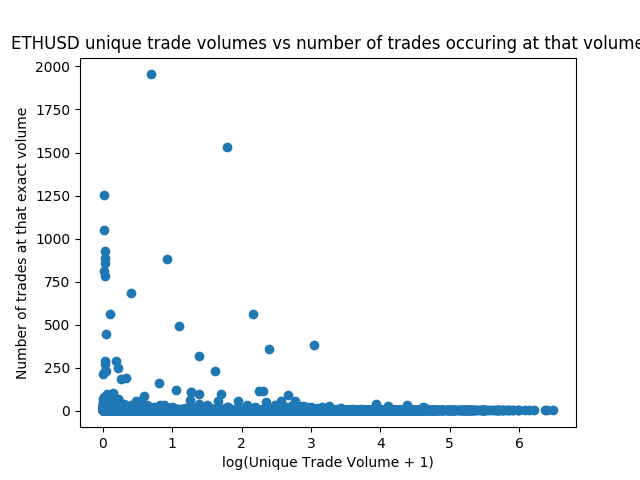 ETHUSD unique trade volumes vs number of trades occuring at that volume
2000
1750
1500
1250
1000
750
500
250
0
Number of trades at that exact volume
0 1 2 3 4 5 6
log(Unique Trade Volume + 1)